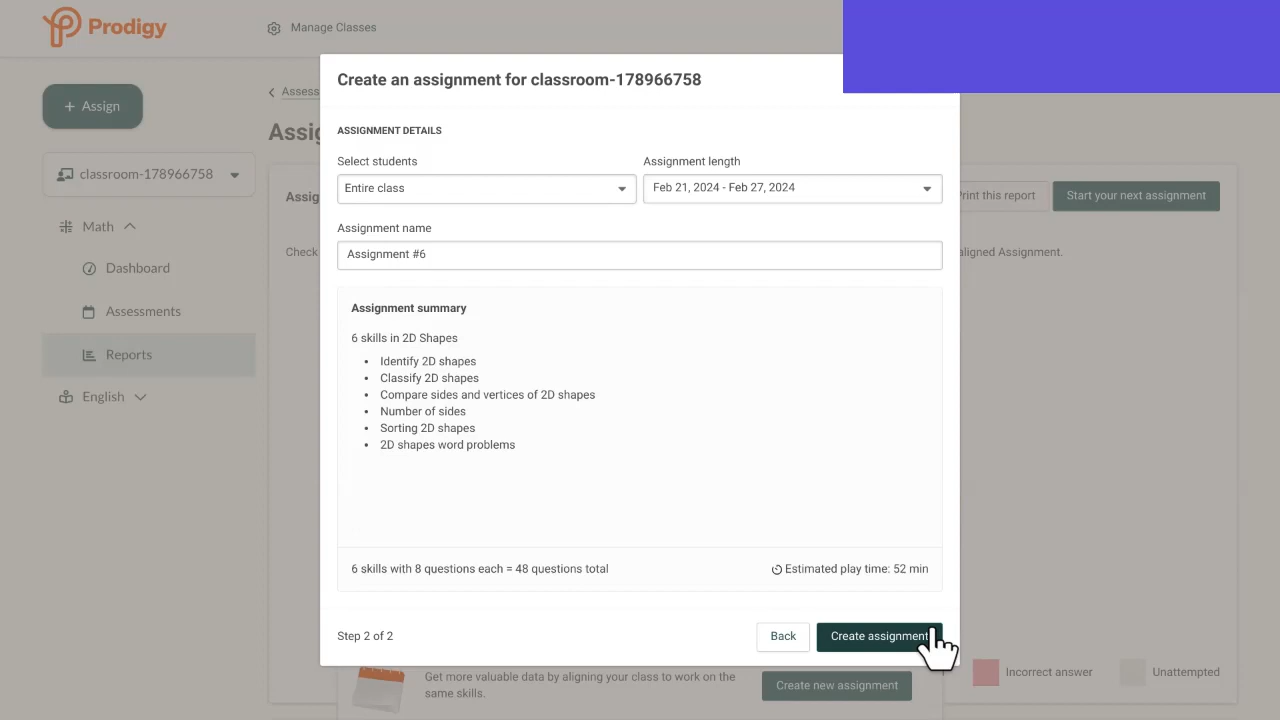 Prodigy
Manage Classes
Create an assignment for classroom-178966758
+ Assign
Assess
Assig
ASSIGNMENT DETAILS
Select students
Assignment length
Entire class
Feb 21, 2024 - Feb 27, 2024
classroom-178966758
Assign
Print this report
Start your next assignment
Assignment name
Assignment #6
Math
Check
aligned Assignment.
Dashboard
Assessments
Reports
English
Assignment summary
6 skills in 2D Shapes
• Identify 2D shapes
• Classify 2D shapes
• Compare sides and vertices of 2D shapes
• Number of sides
• Sorting 2D shapes
• 2D shapes word problems
6 skills with 8 questions each = 48 questions total
Estimated play time: 52 min
Step 2 of 2
Back
Create assignment
Get more valuable data by aligning your class to work on the
same skills.
Create new assignment
Incorrect answer
Unattempted